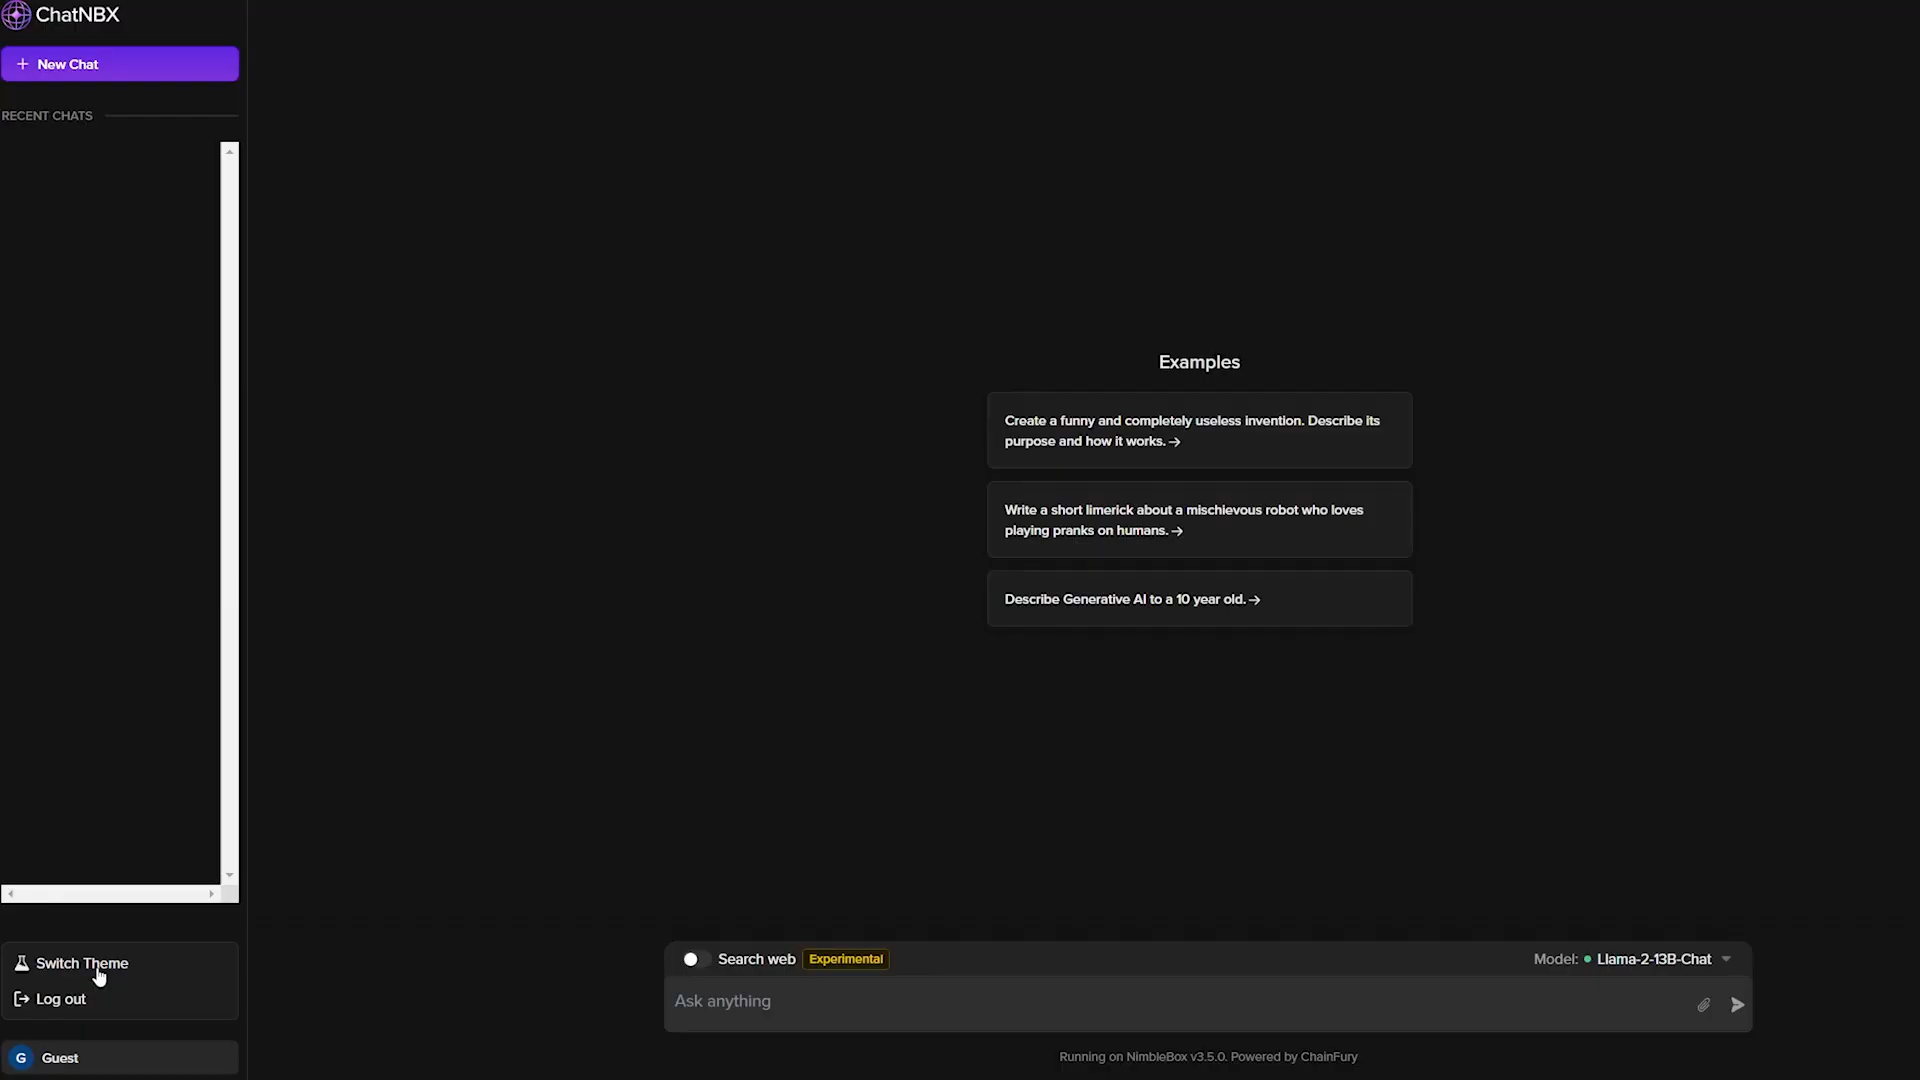 ChatNBX
+ New Chat
RECENT CHATS
Examples
Create a funny and completely useless invention. Describe its
purpose and how it works. →
Write a short limerick about a mischievous robot who loves
playing pranks on humans. →
Describe Generative AI to a 10 year old. →
Switch Theme
Log out
G Guest
Search web Experimental
Model: Llama-2-13B-Chat
Ask anything
Running on NimbleBox v3.5.0. Powered by ChainFury